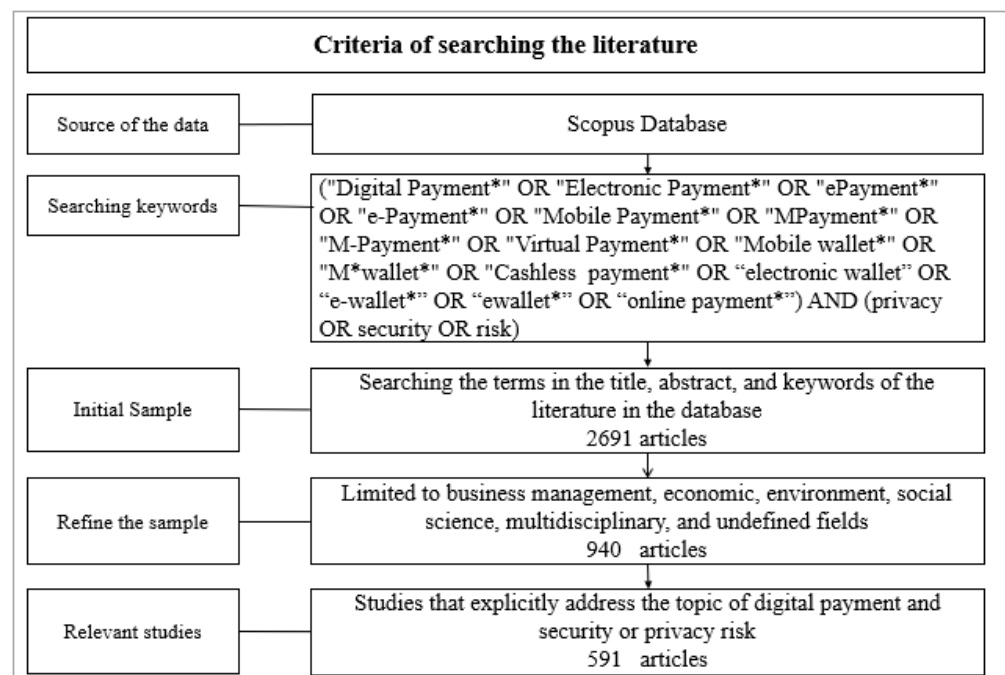 Criteria of searching the literature
Source of the data
Scopus Database
Searching keywords
("Digital Payment*" OR "Electronic Payment*" OR "ePayment*"
OR "e-Payment*" OR "Mobile Payment*" OR "MPayment*" OR
"M-Payment*" OR "Virtual Payment*" OR "Mobile wallet*" OR
"M*wallet*" OR "Cashless payment*" OR “electronic wallet” OR
“e-wallet*” OR “ewallet*” OR “online payment*”) AND (privacy
OR security OR risk)
Initial Sample
Searching the terms in the title, abstract, and keywords of the
literature in the database
2691 articles
Refine the sample
Limited to business management, economic, environment, social
science, multidisciplinary, and undefined fields
940 articles
Relevant studies
Studies that explicitly address the topic of digital payment and
security or privacy risk
591 articles